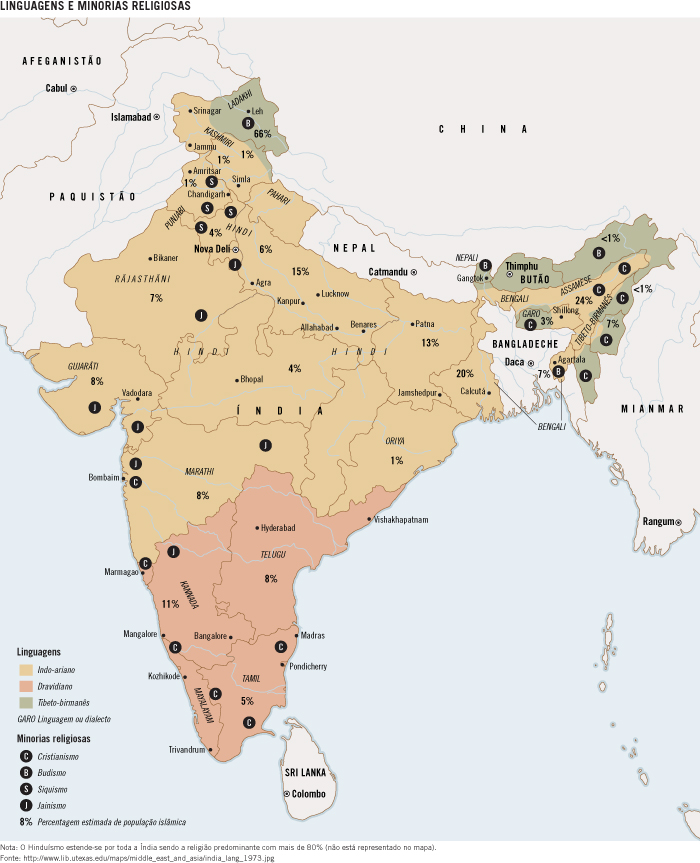 LINGUAGENS E MINORIAS RELIGIOSAS
AFEGANISTÃO
Cabul
Islamabad
C H I N A
Srinagar
LADAKHI
Leh
B
66%
KASHMIRI
Jammu
1%
1%
Amritsar
1%
S
Simla
Chandigarh
PAHARI
PAQUISTÃO
PUNJABI
S
S
S
4%
HINDI
Nova Deli
6%
J
NEPAL
Bikaner
RĀJASTHĀNI
7%
Agra
15%
Catmandu
Lucknow
Kanpur
J
Allahabad
Benares
Patna
13%
NEPALI
B
Gangtok
Thimphu
BUTÃO
B
<1%
C
ASSAMESE
C
<1%
24%
C
BENGALI
GARO
C
3%
Shillong
TIBETO-BIRMANÊS
7%
C
BANGLADECHE
Daca
Agartala
7%
B
C
HINDI
HINDI
GUJARĀTI
8%
Vadodara
J
Bhopal
4%
20%
Jamshedpur
Calcutá
ÍNDIA
MIANMAR
BENGALI
J
J
ORIYA
1%
J
C
Bombaim
MARATHI
8%
Rangum
Vishakhapatnam
Hyderabad
J
TELUGU
8%
C
Marmagao
KANNADA
11%
Mangalore
C
Bangalore
C
Madras
Pondicherry
Kozhikode
TAMIL
C
5%
MAYALAYAM
C
Trivandrum
SRI LANKA
Colombo
Linguagens
Indo-ariano
Dravidiano
Tibeto-birmanês
GARO Linguagem ou dialecto
Minorias religiosas
C Cristianismo
B Budismo
S Siquismo
J Jainismo
8% Percentagem estimada de população islâmica
Nota: O Hinduísmo estende-se por toda a Índia sendo a religião predominante com mais de 80% (não está representado no mapa).
Fonte: http://www.lib.utexas.edu/maps/middle_east_and_asia/india_lang_1973.jpg